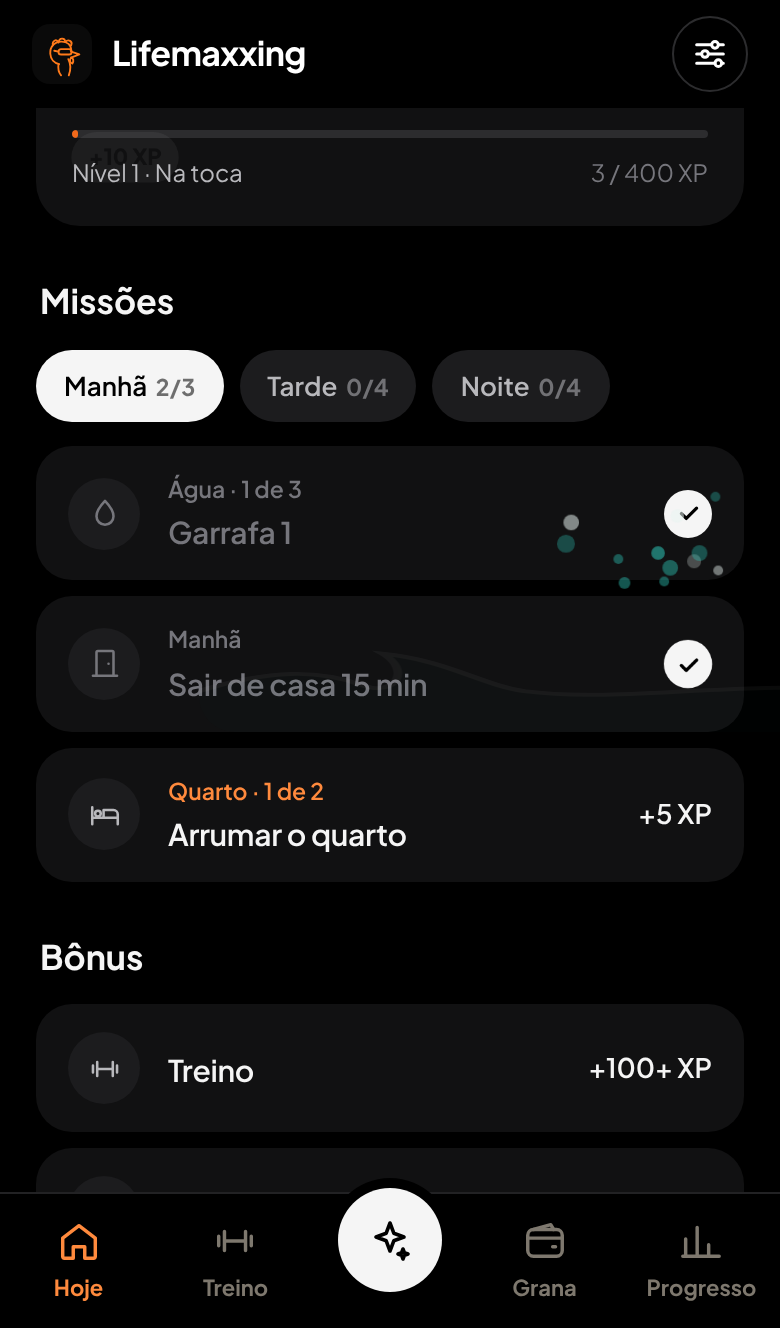 Lifemaxxing
+10 XP
Nível 1 · Na toca
3 / 400 XP
Missões
Manhã 2/3
Tarde 0/4
Noite 0/4
Água · 1 de 3
Garrafa 1
Manhã
Sair de casa 15 min
Quarto · 1 de 2
Arrumar o quarto
+5 XP
Bônus
Treino
+100+ XP
Hoje
Treino
Grana
Progresso